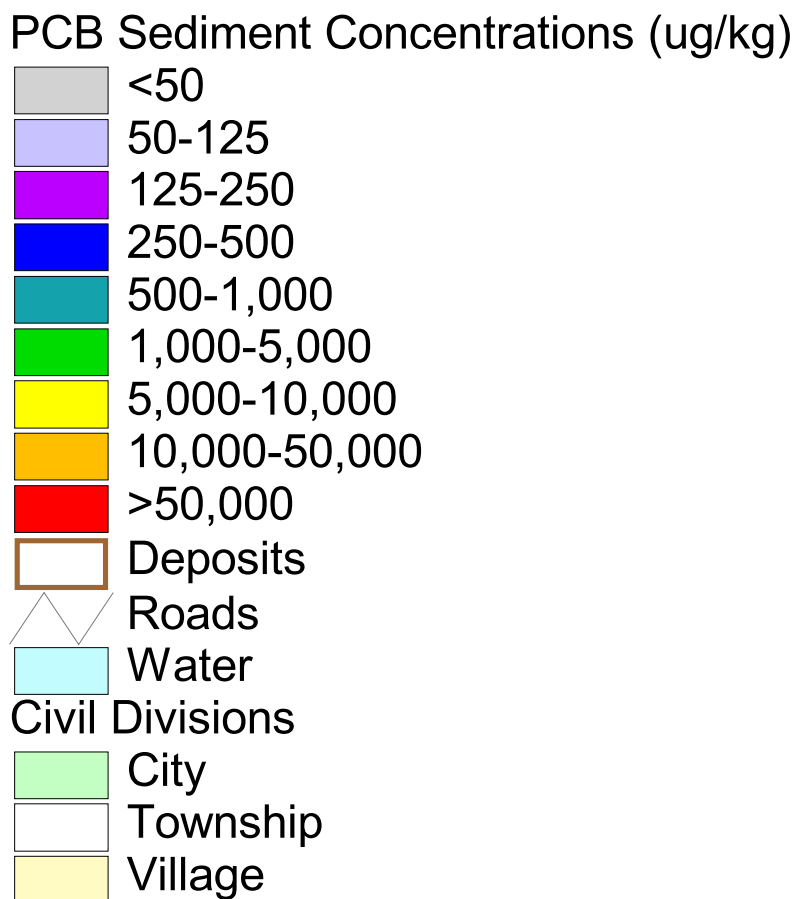 PCB Sediment Concentrations (ug/kg)
<50
50-125
125-250
250-500
500-1,000
1,000-5,000
5,000-10,000
10,000-50,000
>50,000
Deposits
Roads
Water
Civil Divisions
City
Township
Village